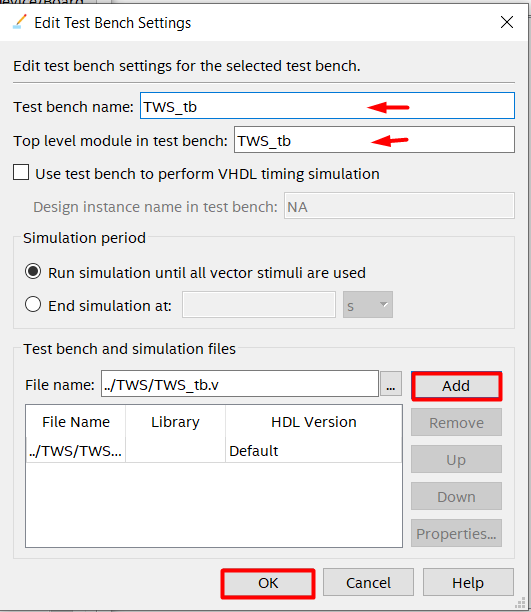 Edit Test Bench Settings
Edit test bench settings for the selected test bench.
Test bench name: TWS_tb
Top level module in test bench: TWS_tb
Use test bench to perform VHDL timing simulation
Design instance name in test bench: NA
Simulation period
Run simulation until all vector stimuli are used
End simulation at: s
Test bench and simulation files
File name: ../TWS/TWS_tb.v ... Add
File Name Library HDL Version Remove
../TWS/TWS... Default
Up
Down
Properties...
OK Cancel Help